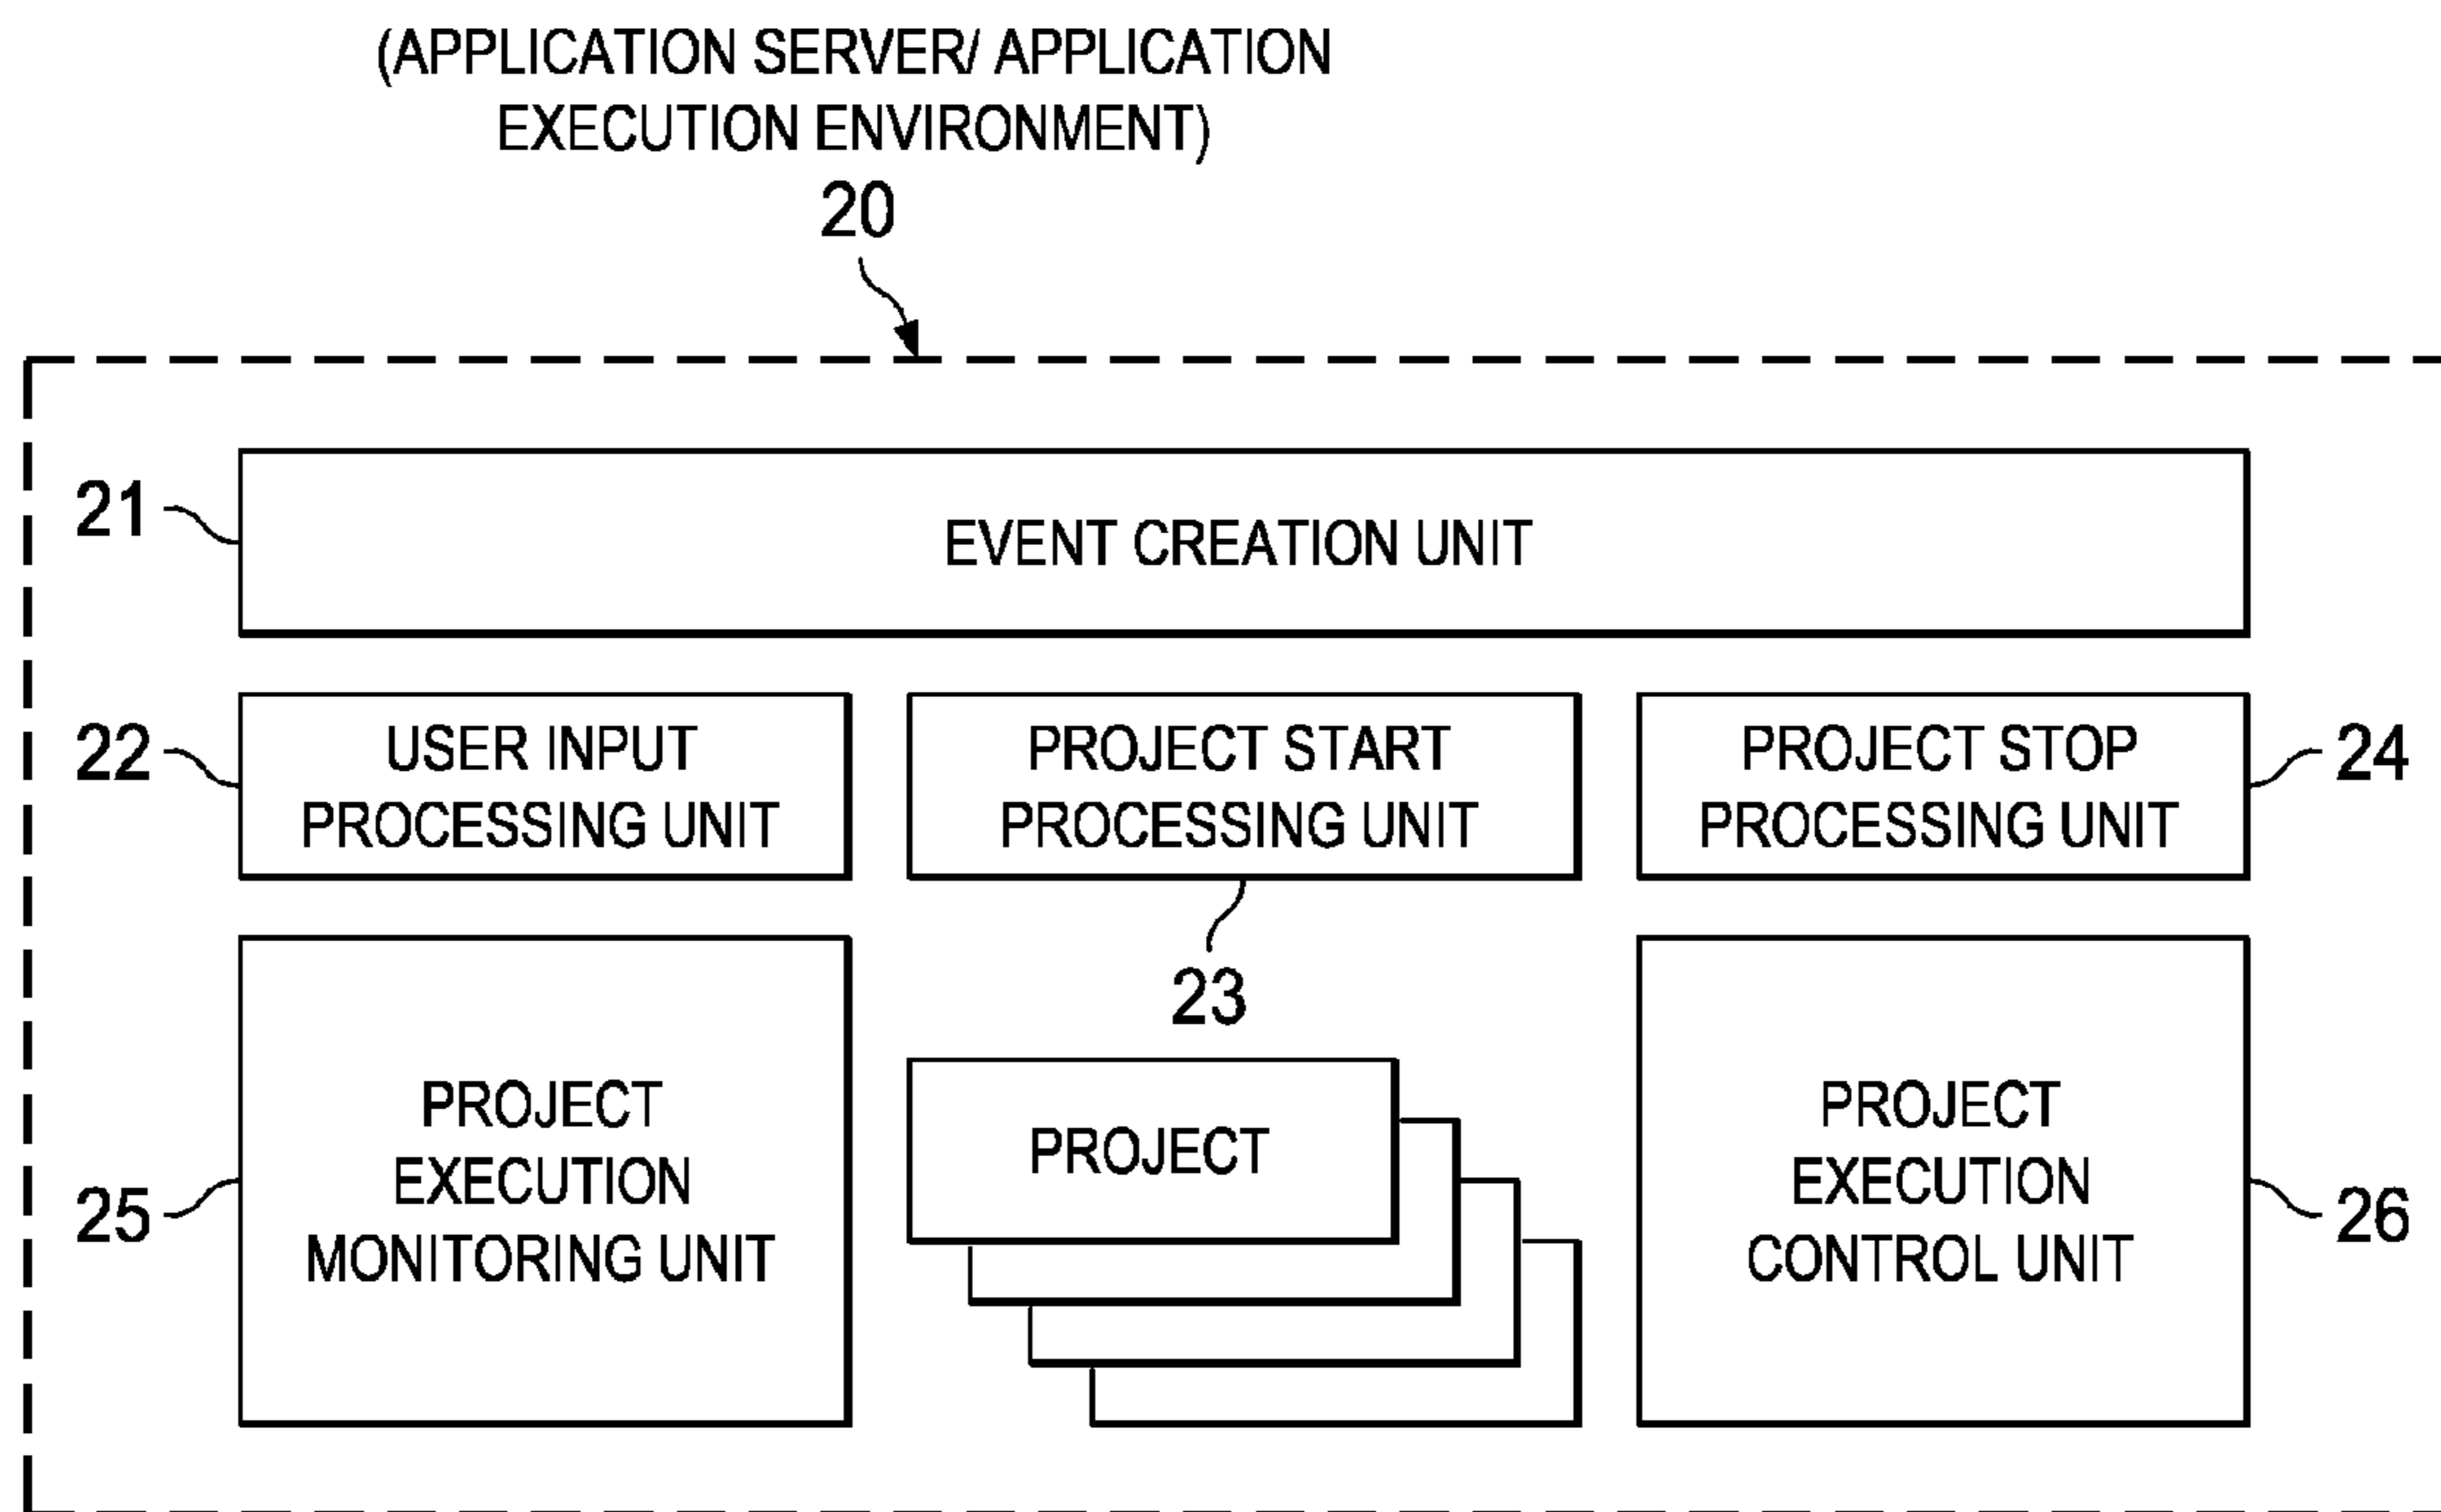 (APPLICATION SERVER/ APPLICATION
EXECUTION ENVIRONMENT)
20
21
EVENT CREATION UNIT
22
USER INPUT
PROCESSING UNIT
PROJECT START
PROCESSING UNIT
23
PROJECT STOP
PROCESSING UNIT
24
25
PROJECT
EXECUTION
MONITORING UNIT
PROJECT
PROJECT
EXECUTION
CONTROL UNIT
26